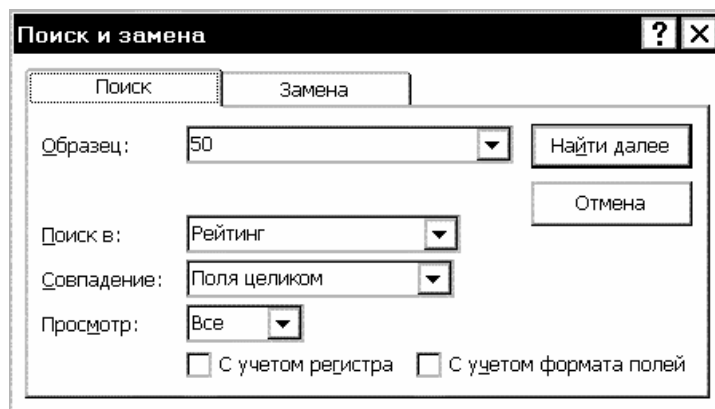 Поиск и замена
Поиск Замена
Образец: 50 Найти далее
Отмена
Поиск в: Рейтинг
Совпадение: Поля целиком
Просмотр: Все
С учетом регистра С учетом формата полей